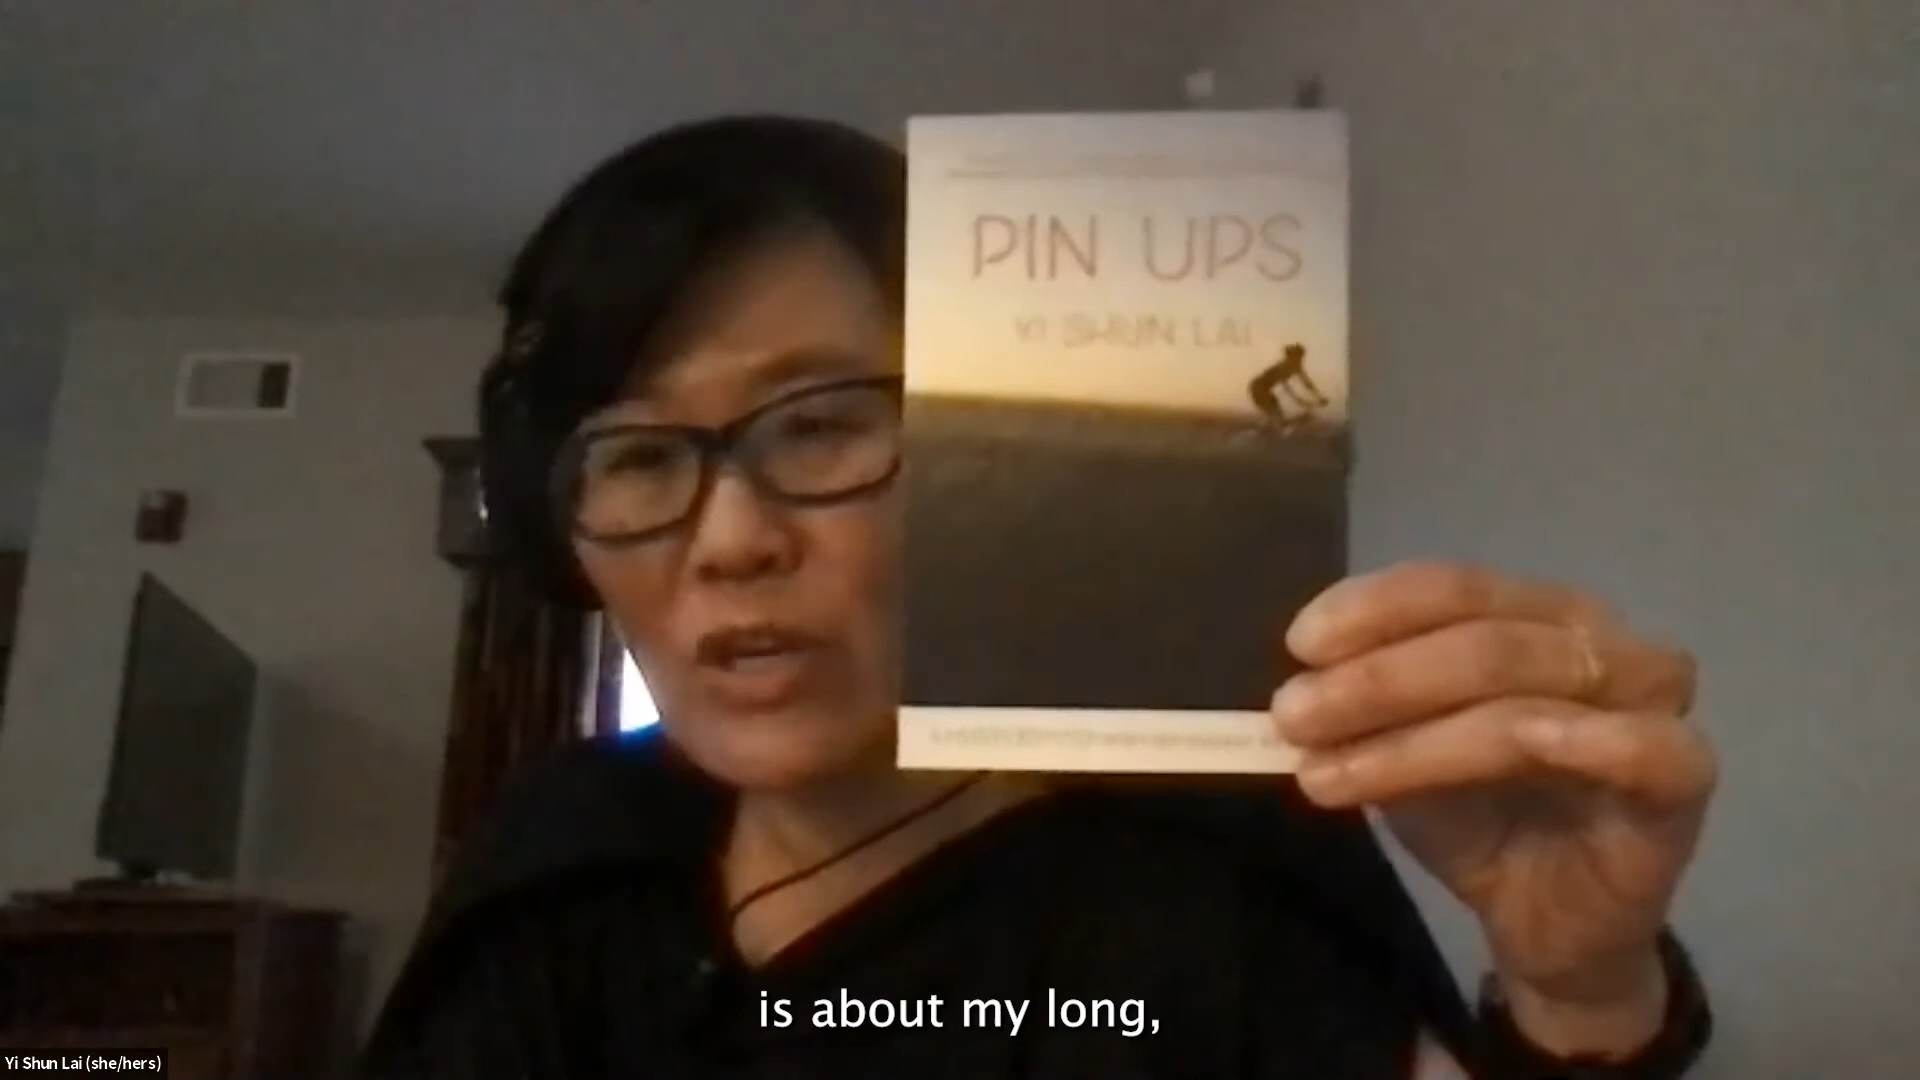 PIN UPS
YI SHUN LAI
is about my long,
Yi Shun Lai (she/hers)